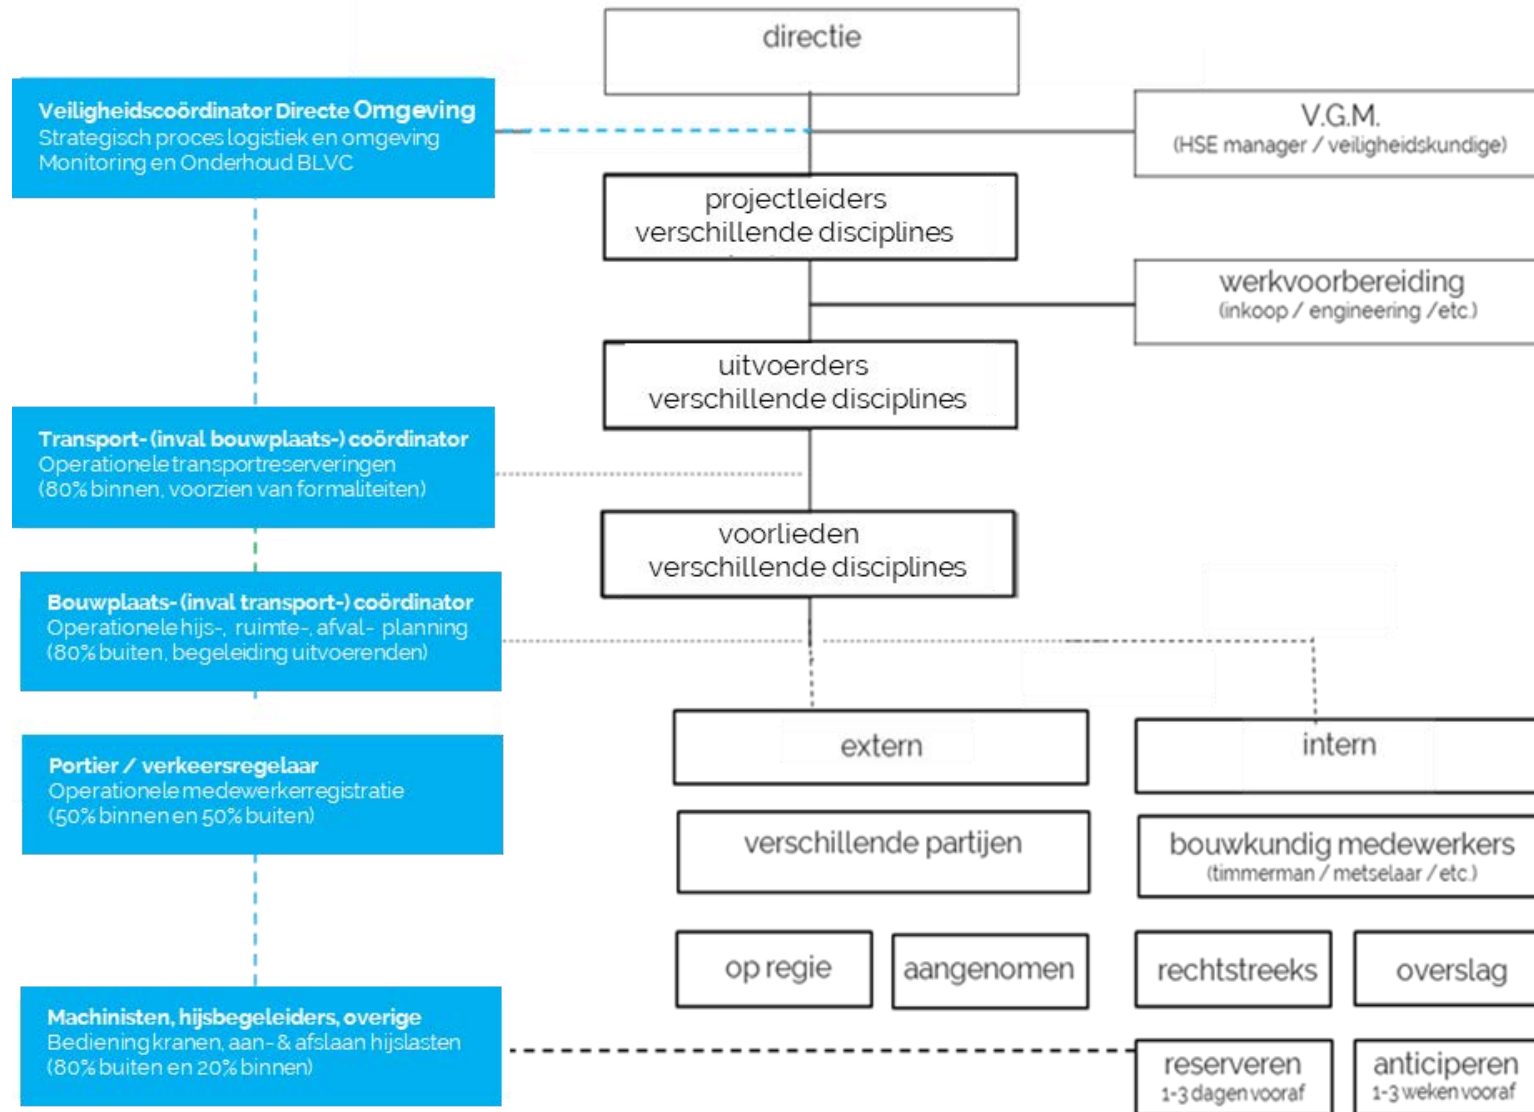 directie
Veiligheidscoördinator Directe Omgeving
Strategisch proces logistiek en omgeving
Monitoring en Onderhoud BLVC
V.G.M.
(HSE manager / veiligheidskundige)
projectleiders
verschillende disciplines
werkvoorbereiding
(inkoop / engineering /etc.)
uitvoerders
verschillende disciplines
Transport- (inval bouwplaats-) coördinator
Operationele transportreserveringen
(80% binnen, voorzien van formaliteiten)
voorlieden
verschillende disciplines
Bouwplaats- (inval transport-) coördinator
Operationele hijs-, ruimte-, afval- planning
(80% buiten, begeleiding uitvoerenden)
extern
intern
Portier / verkeersregelaar
Operationele medewerkerregistratie
(50% binnen en 50% buiten)
verschillende partijen
bouwkundig medewerkers
(timmerman / metselaar / etc.)
op regie
aangenomen
rechtstreeks
overslag
Machinisten, hijsbegeleiders, overige
Bediening kranen, aan- & afslaan hijslasten
(80% buiten en 20% binnen)
reserveren
1-3 dagen vooraf
anticiperen
1-3 weken vooraf